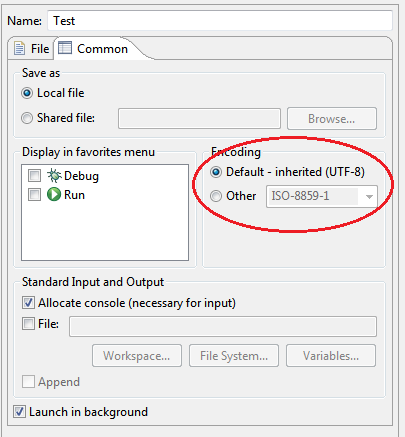 Name: Test
File Common
Save as
Local file
Shared file: Browse...
Display in favorites menu
Debug
Run
Encoding
Default - inherited (UTF-8)
Other ISO-8859-1
Standard Input and Output
Allocate console (necessary for input)
File:
Workspace... File System... Variables...
Append
Launch in background